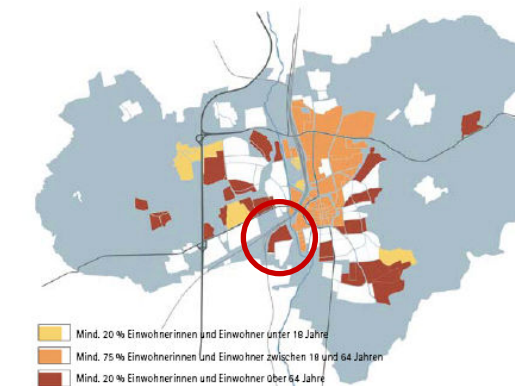 Mind. 20 % Einwohnerinnen und Einwohner unter 18 Jahre
Mind. 75 % Einwohnerinnen und Einwohner zwischen 18 und 64 Jahren
Mind. 20 % Einwohnerinnen und Einwohner über 64 Jahre